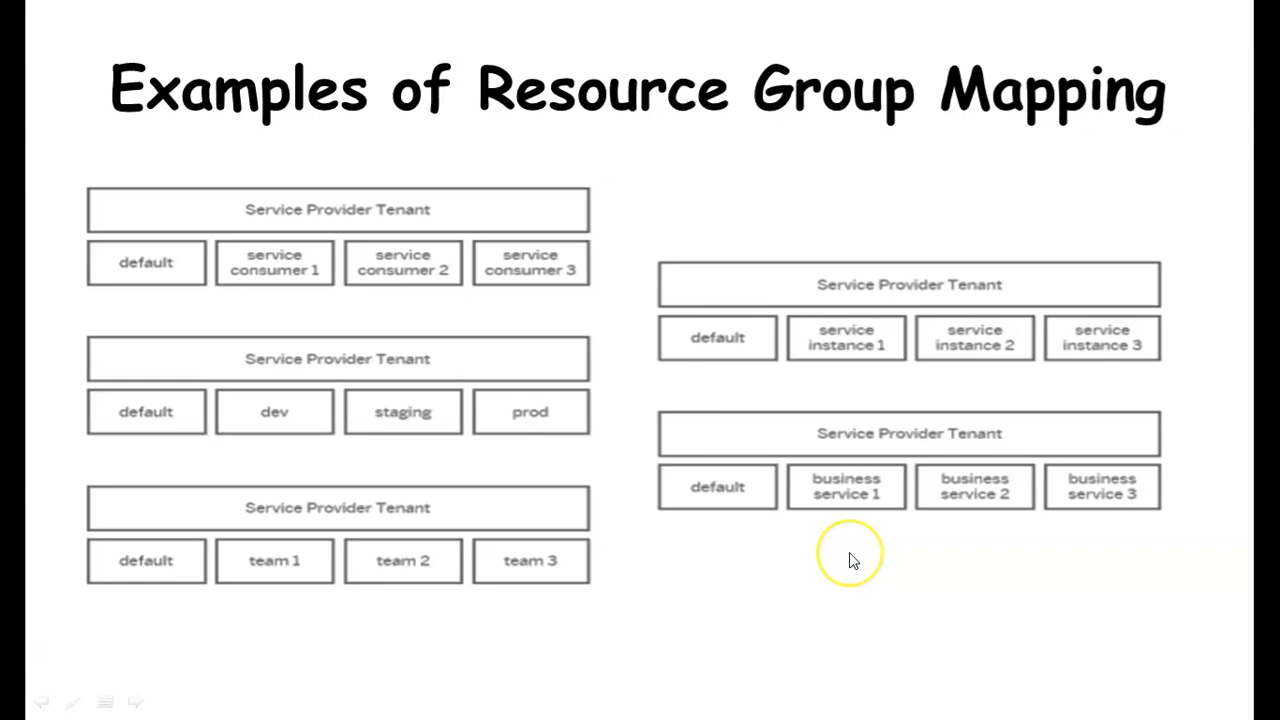 Examples of Resource Group Mapping
Service Provider Tenant
default
service
consumer 1
service
consumer 2
service
consumer 3
Service Provider Tenant
default
dev
staging
prod
Service Provider Tenant
default
team 1
team 2
team 3
Service Provider Tenant
default
service
instance 1
service
instance 2
service
instance 3
Service Provider Tenant
default
business
service 1
business
service 2
business
service 3